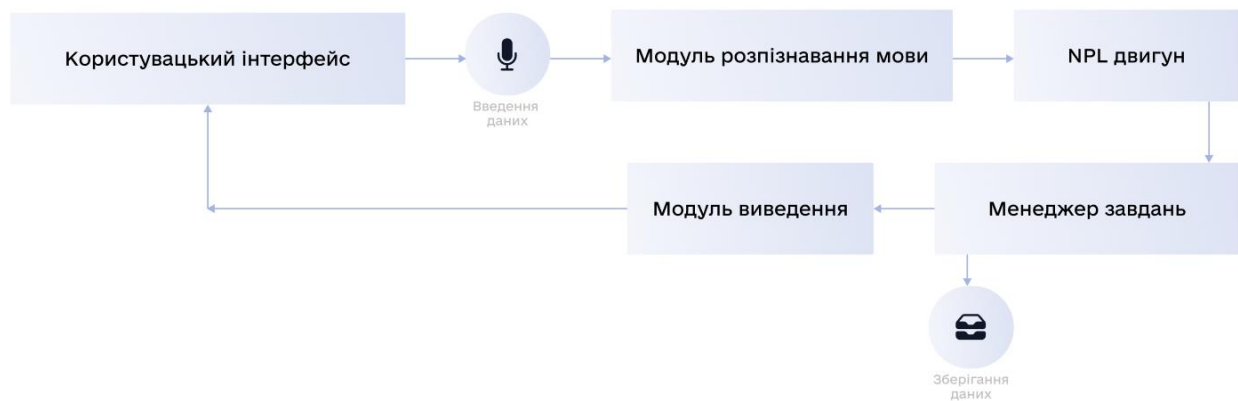 Користувацький інтерфейс
Введення
даних
Модуль розпізнавання мови
NPL двигун
Модуль виведення
Менеджер завдань
Зберігання
даних